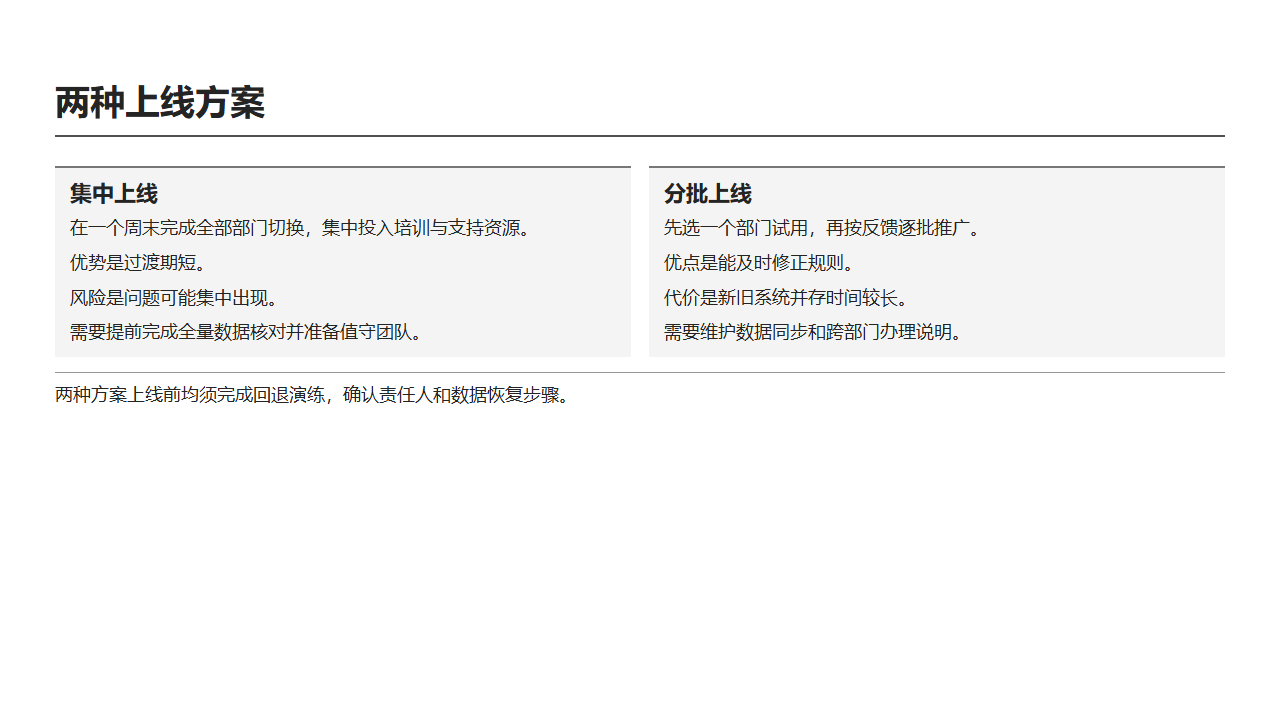 两种上线方案
集中上线
在一个周末完成全部部门切换，集中投入培训与支持资源。
优势是过渡期短。
风险是问题可能集中出现。
需要提前完成全量数据核对并准备值守团队。
分批上线
先选一个部门试用，再按反馈逐批推广。
优点是能及时修正规则。
代价是新旧系统并存时间较长。
需要维护数据同步和跨部门办理说明。
两种方案上线前均须完成回退演练，确认责任人和数据恢复步骤。